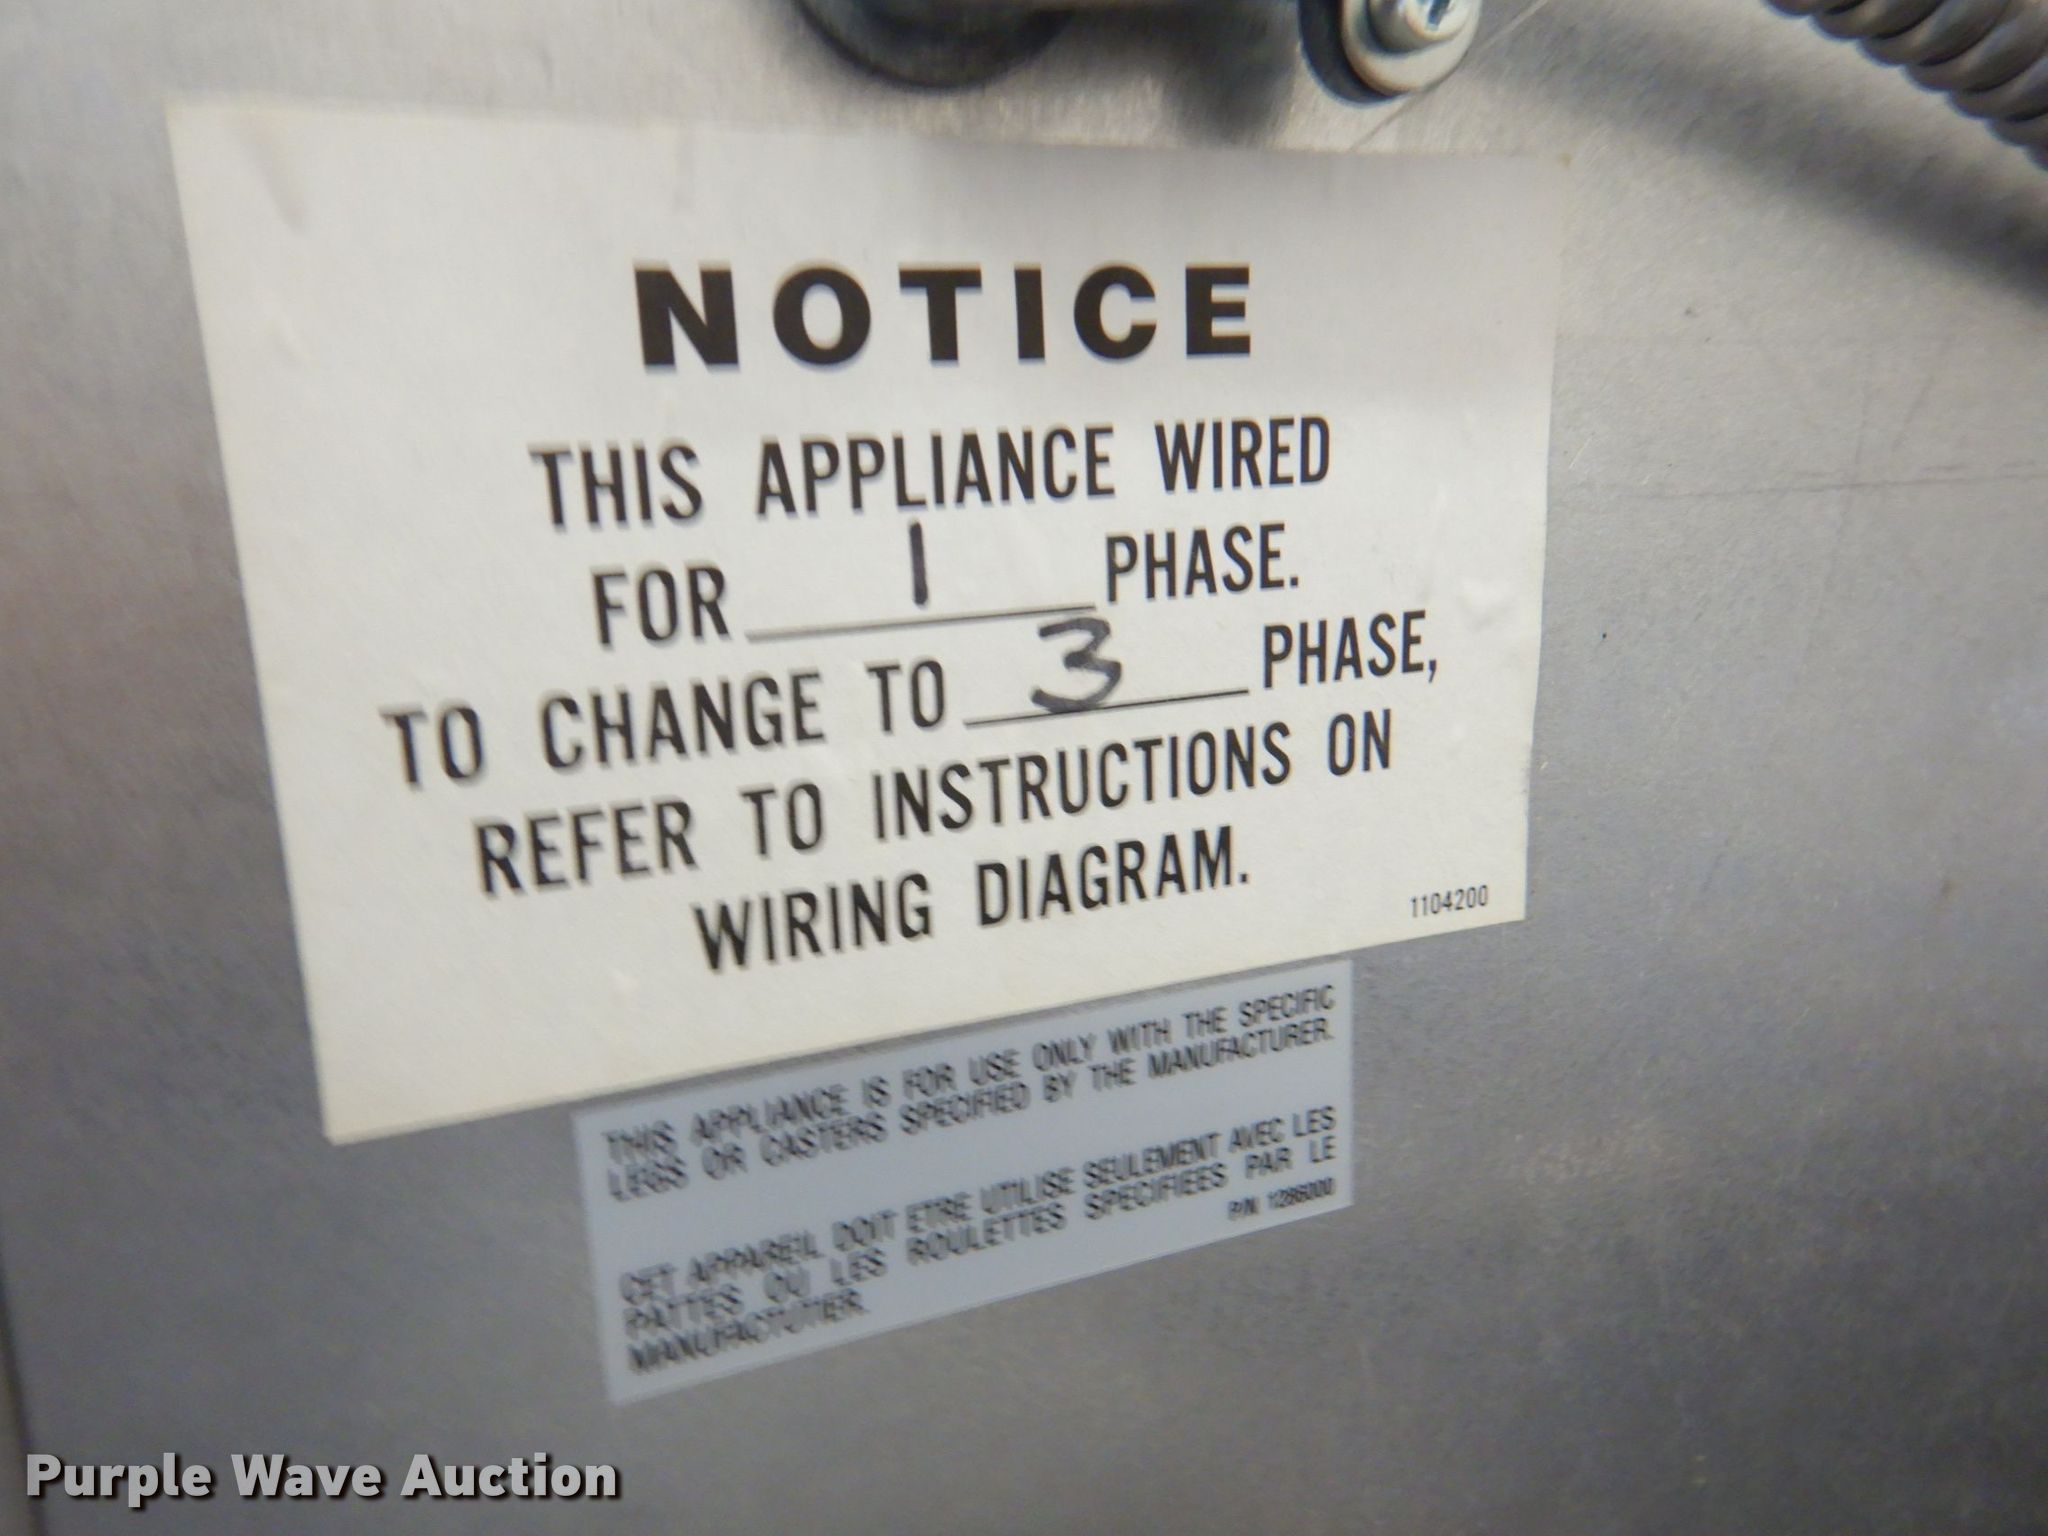 NOTICE
THIS APPLIANCE WIRED
FOR 1 PHASE.
TO CHANGE TO 3 PHASE,
REFER TO INSTRUCTIONS ON
WIRING DIAGRAM.
1104200
THIS APPLIANCE IS FOR USE ONLY WITH THE SPECIFIC
LEGS OR CASTERS SPECIFIED BY THE MANUFACTURER.
CET APPAREIL DOIT ETRE UTILISE SEULEMENT AVEC LES
PATTES OU LES ROULETTES SPECIFIEES PAR LE
MANUFACTUTIER.
P/N 1286000
Purple Wave Auction